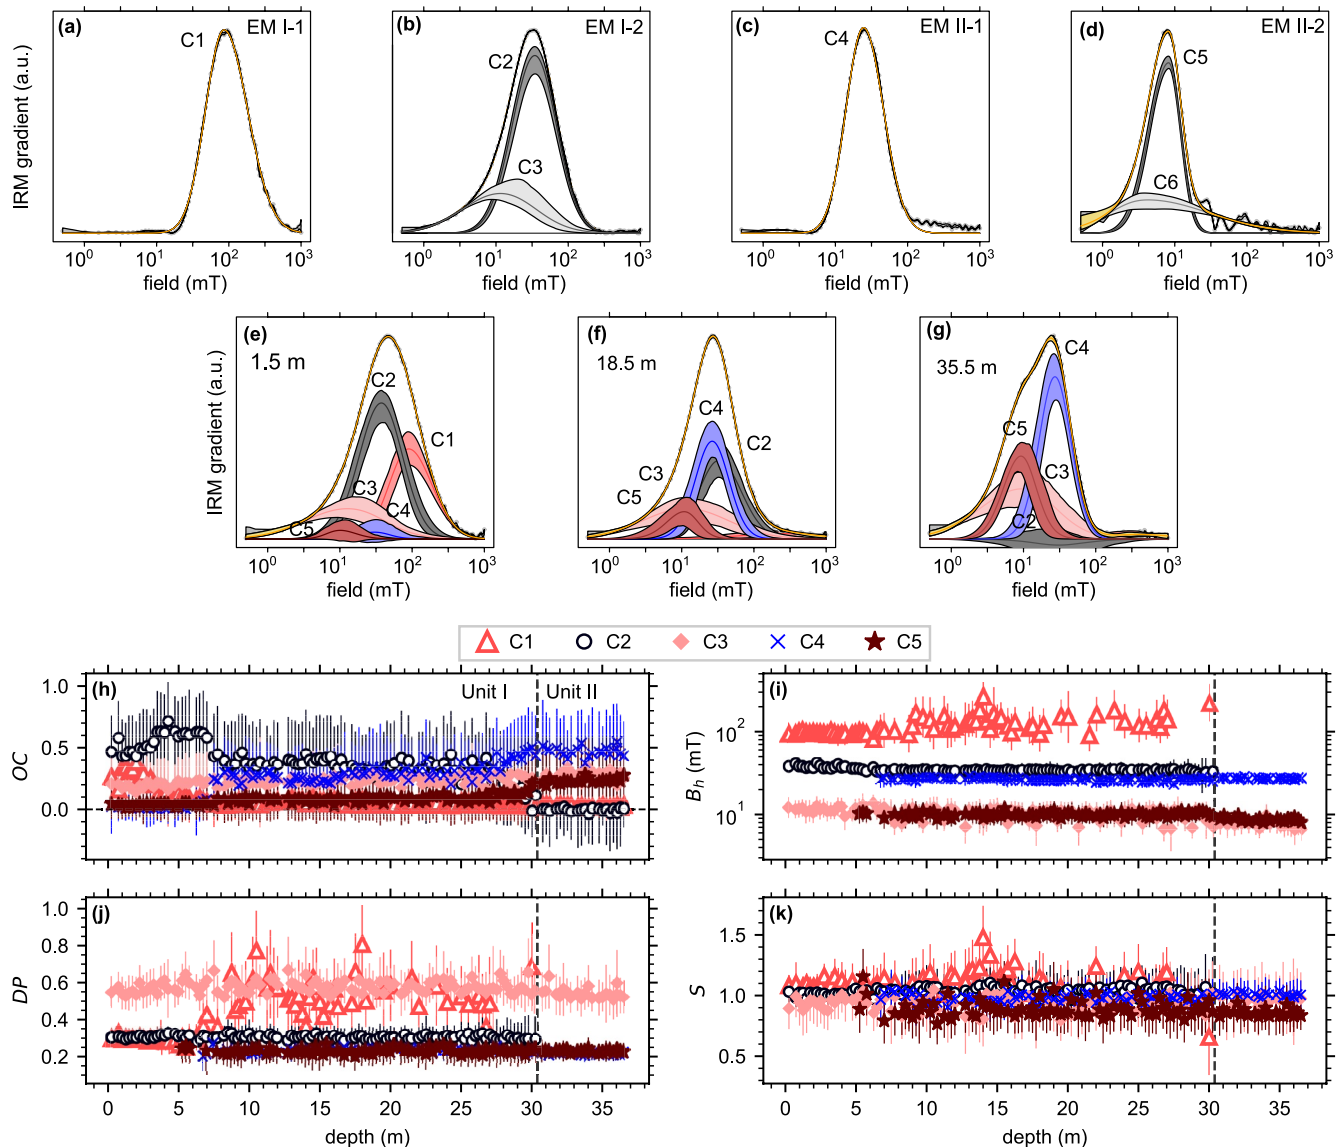 (a) C1 EM I-1
(b) C2 C3 EM I-2
(c) C4 EM II-1
(d) C5 C6 EM II-2
IRM gradient (a.u.)
10^0 10^1 10^2 10^3
10^0 10^1 10^2 10^3
10^0 10^1 10^2 10^3
10^0 10^1 10^2 10^3
field (mT) field (mT) field (mT) field (mT)
(e) 1.5 m C2 C1 C3 C4 C5
(f) 18.5 m C4 C2 C3 C5
(g) 35.5 m C4 C5 C3 C2
IRM gradient (a.u.)
10^0 10^1 10^2 10^3
10^0 10^1 10^2 10^3
10^0 10^1 10^2 10^3
field (mT) field (mT) field (mT)
C1 C2 C3 C4 C5
(h) Unit I Unit II
1.0
0.5
0.0
OC
(i)
10^2
10^1
B_h (mT)
(j)
1.0
0.8
0.6
0.4
0.2
DP
0 5 10 15 20 25 30 35
depth (m)
(k)
1.5
1.0
0.5
S
0 5 10 15 20 25 30 35
depth (m)